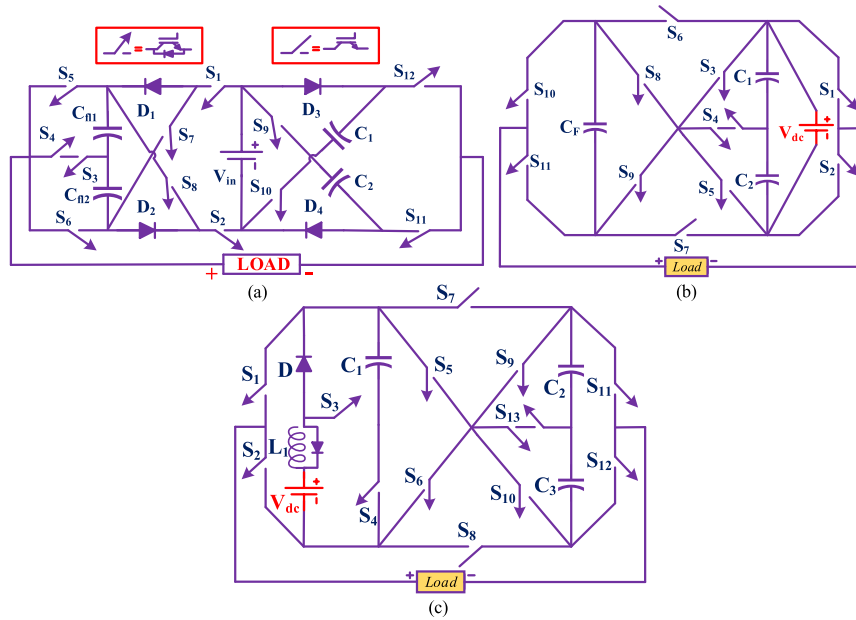 = =
S5 S1 S12
D1 D3
Cfl1 S7 S9 C1
S4
S3 S8 Vin + - S10 C2
Cfl2
D2 D4
S6 S2 S11
+ LOAD -
(a)
S6
S10 S8 S3 C1 S1
CF S4 Vdc + -
S11 S9 S5 C2 S2
S7
+ Load -
(b)
S7
S1 D C1 S5 S9 C2 S11
S3 S13
S2 L1 S6 S10 C3 S12
Vdc + - S4
S8
+ Load -
(c)